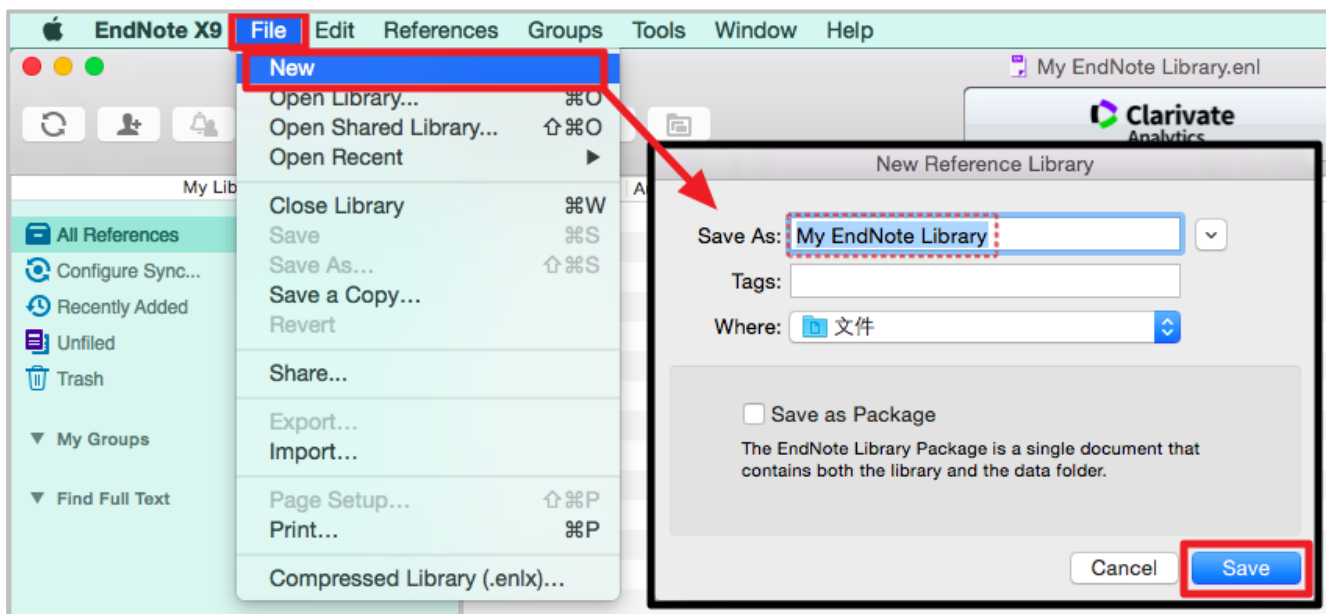 EndNote X9 File Edit References Groups Tools Window Help
My EndNote Library.enl
Clarivate
Analytics
My Lib
All References
Configure Sync...
Recently Added
Unfiled
Trash
My Groups
Find Full Text
New
Open Library... ⌘O
Open Shared Library... ⇧⌘O
Open Recent ▶
Close Library ⌘W
Save ⌘S
Save As... ⇧⌘S
Save a Copy...
Revert
Share...
Export...
Import...
Page Setup... ⇧⌘P
Print... ⌘P
Compressed Library (.enlx)...
New Reference Library
Save As: My EndNote Library
Tags:
Where: 文件
Save as Package
The EndNote Library Package is a single document that
contains both the library and the data folder.
Cancel Save